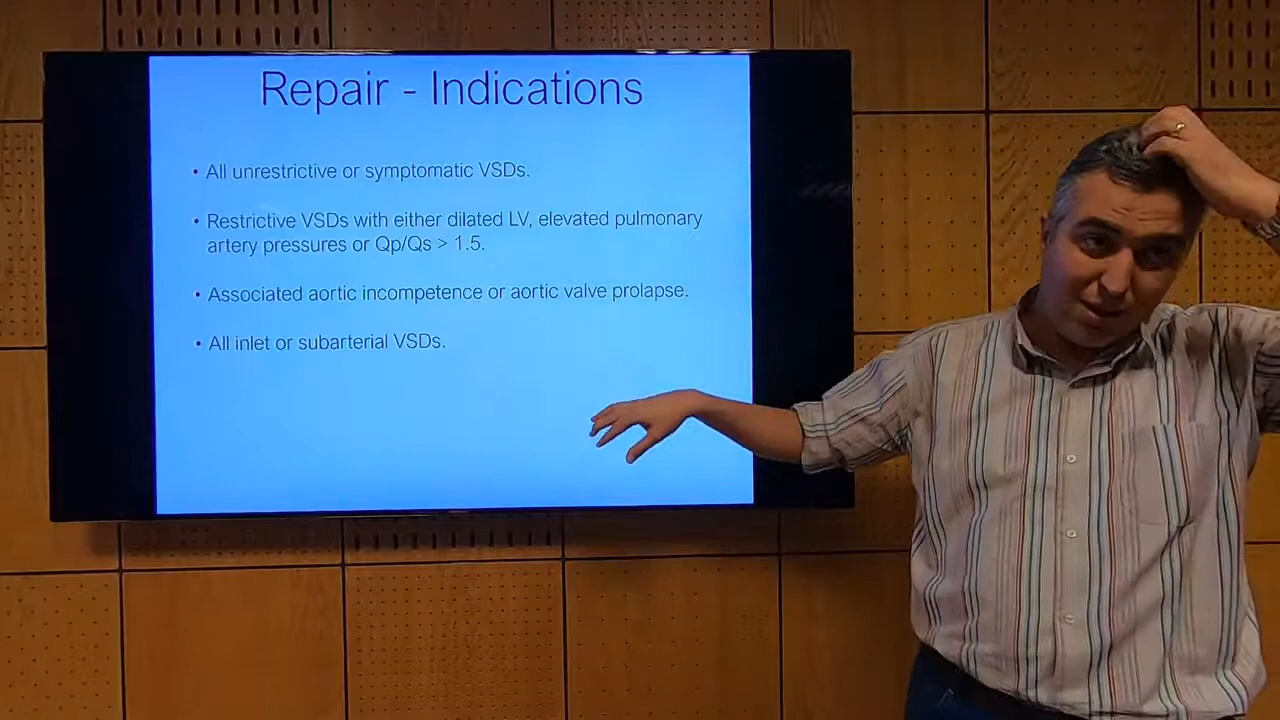 Repair - Indications
• All unrestrictive or symptomatic VSDs.
• Restrictive VSDs with either dilated LV, elevated pulmonary
artery pressures or Qp/Qs > 1.5.
• Associated aortic incompetence or aortic valve prolapse.
• All inlet or subarterial VSDs.